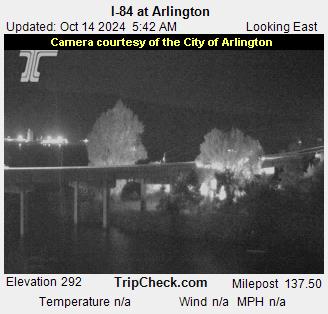 I-84 at Arlington
Updated: Oct 14 2024 5:42 AM Looking East
Camera courtesy of the City of Arlington
Elevation 292 TripCheck.com Milepost 137.50
Temperature n/a Wind n/a MPH n/a